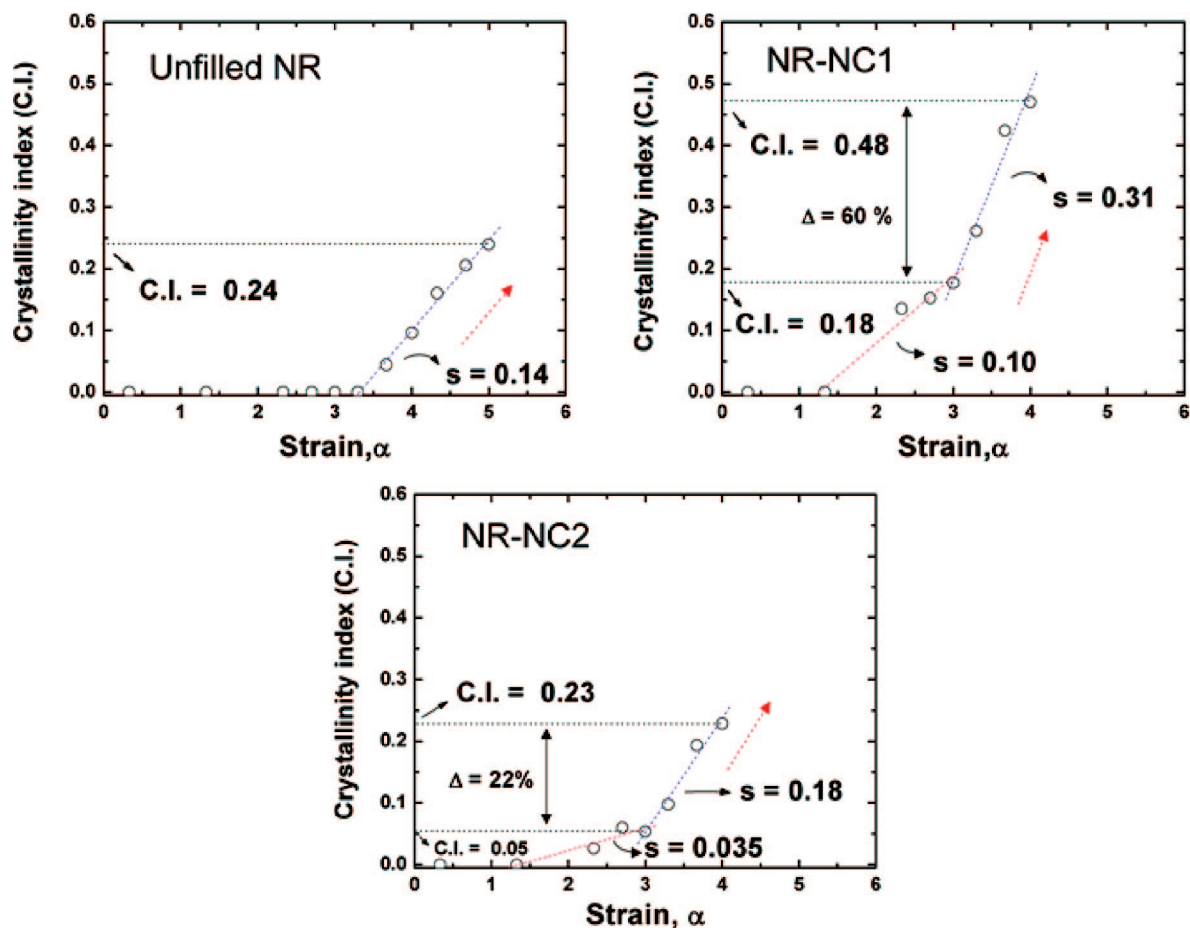 Unfilled NR
Crystallinity index (C.I.)
0.6
0.5
0.4
0.3
0.2
0.1
0.0
C.I. = 0.24
s = 0.14
0 1 2 3 4 5 6
Strain,α
NR-NC1
Crystallinity index (C.I.)
0.6
0.5
0.4
0.3
0.2
0.1
0.0
C.I. = 0.48
Δ = 60 %
s = 0.31
C.I. = 0.18
s = 0.10
0 1 2 3 4 5 6
Strain,α
NR-NC2
Crystallinity index (C.I.)
0.6
0.5
0.4
0.3
0.2
0.1
0.0
C.I. = 0.23
Δ = 22%
s = 0.18
C.I. = 0.05
s = 0.035
0 1 2 3 4 5 6
Strain, α